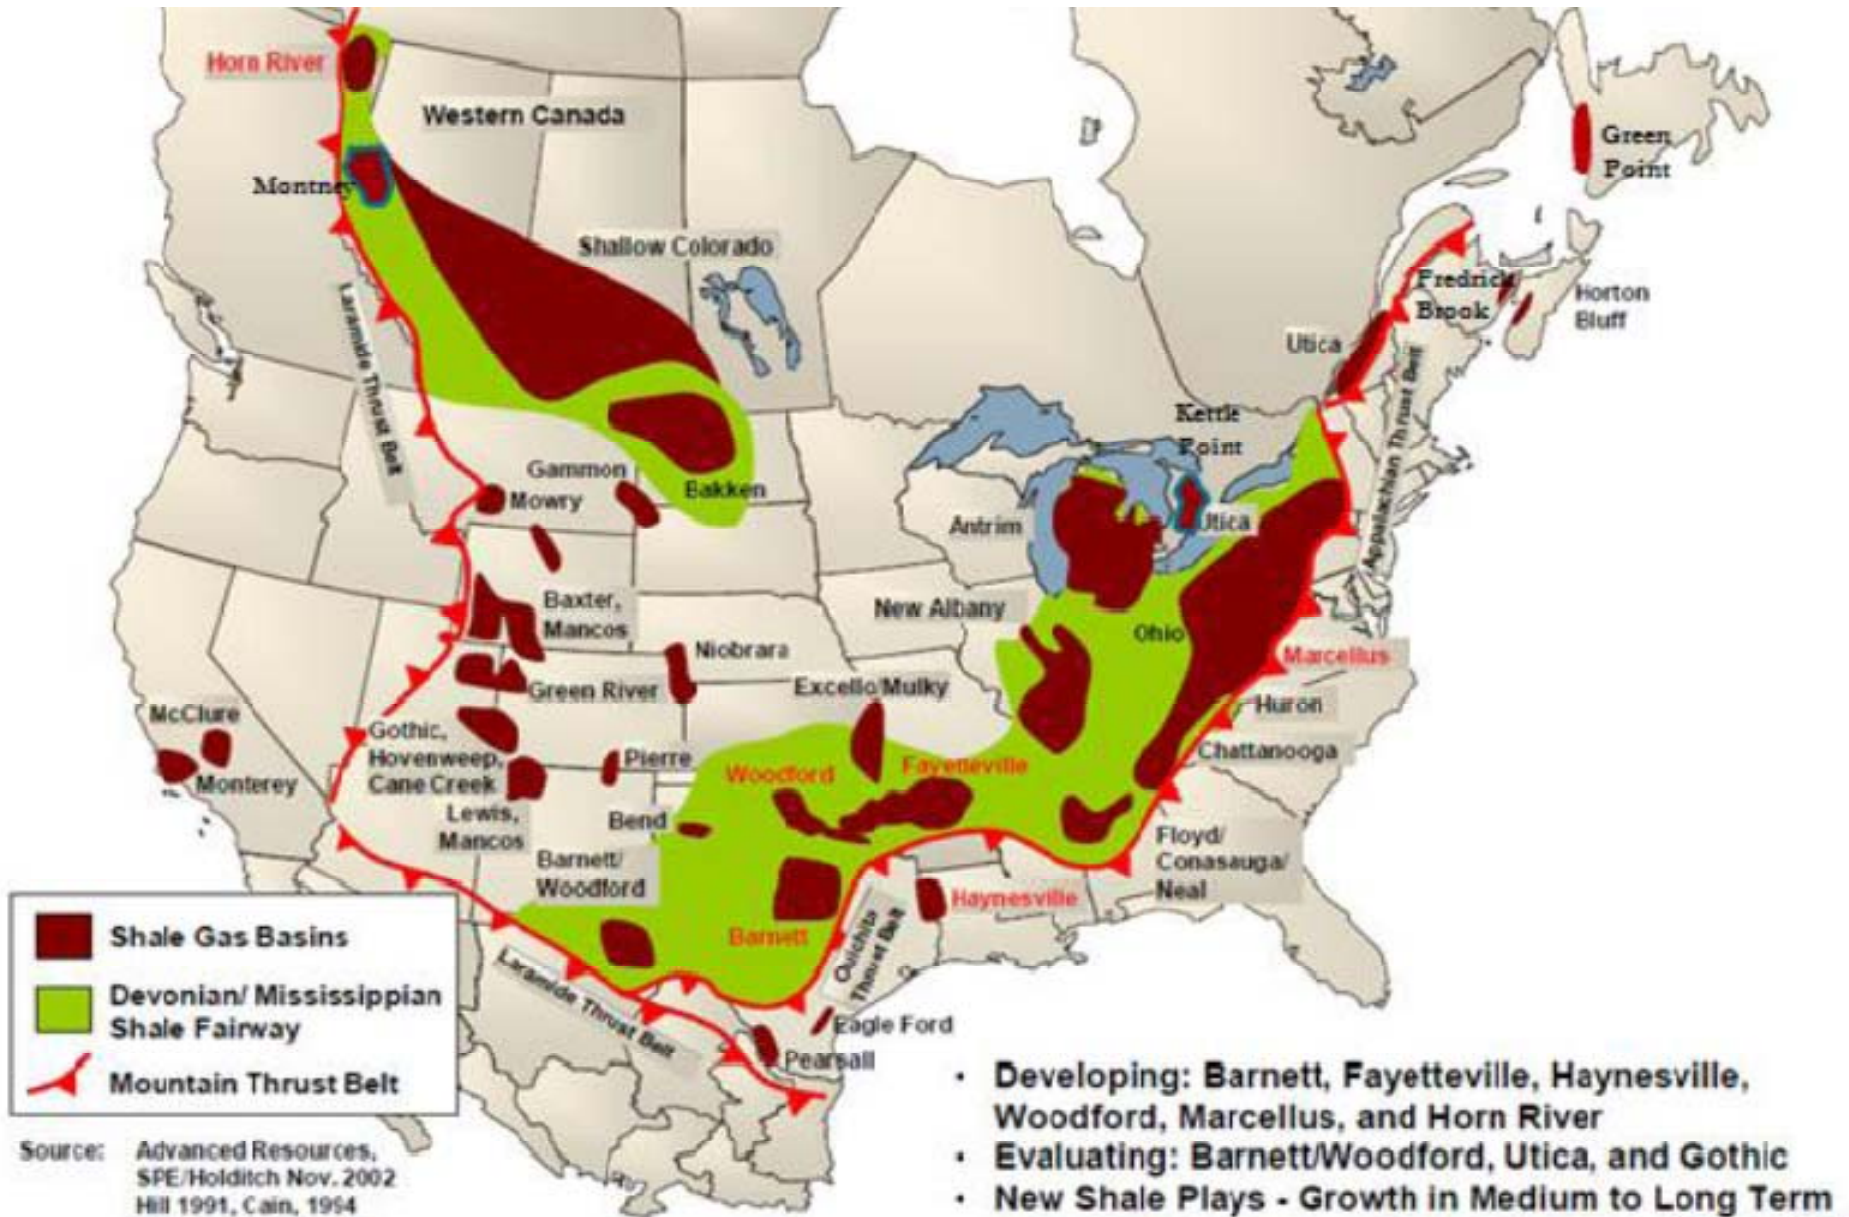 Horn River
Western Canada
Green
Point
Montney
Shallow Colorado
Fredrick
Brook
Horton
Bluff
Laramide Thrust Belt
Utica
Appalachian Thrust Belt
Kettle
Point
Gammon
Mowry
Bakken
Antrim
Utica
Baxter,
Mancos
New Albany
Ohio
Niobrara
Marcellus
Green River
Excello/Mulky
Huron
McClure
Gothic,
Hovenweep,
Cane Creek
Pierre
Chattanooga
Monterey
Woodford
Fayetteville
Lewis,
Mancos
Bend
Floyd/
Conasauga/
Neal
Barnett/
Woodford
Haynesville
Barnett
Ouichita
Thrust Belt
Laramide Thrust Belt
Eagle Ford
Pearsall
Shale Gas Basins
Devonian/ Mississippian
Shale Fairway
Mountain Thrust Belt
Source: Advanced Resources,
SPE/Holditch Nov. 2002
Hill 1991, Cain, 1994
• Developing: Barnett, Fayetteville, Haynesville,
Woodford, Marcellus, and Horn River
• Evaluating: Barnett/Woodford, Utica, and Gothic
• New Shale Plays - Growth in Medium to Long Term